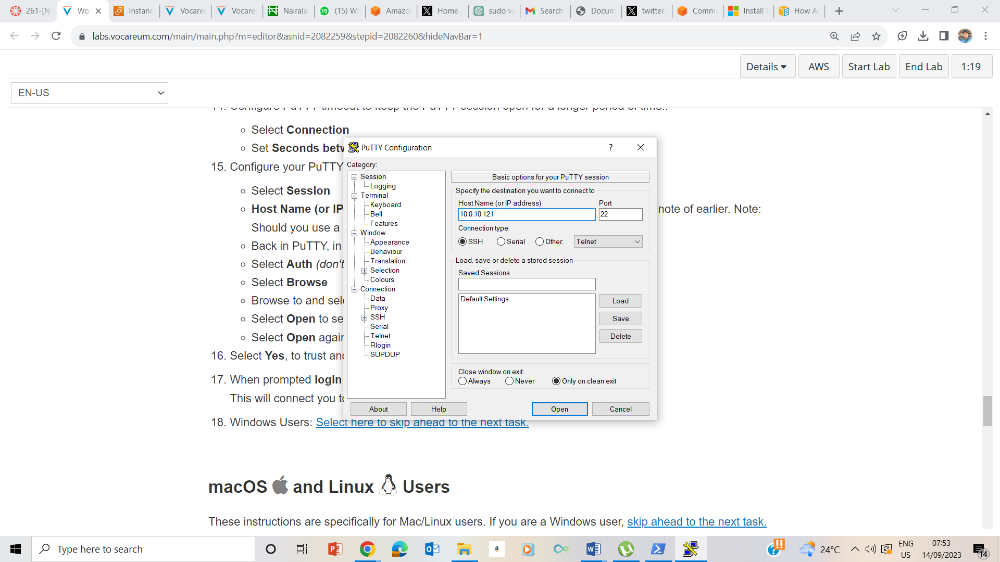 261-[N
Wo
Instanc
Vocare
Vocare
Nairala
(15) Wh
Amazo
Home /
sudo vs
Search
Docum
twitter.
Comma
Install
How A
labs.vocareum.com/main/main.php?m=editor&asnid=2082259&stepid=2082260&hideNavBar=1
Details
AWS
Start Lab
End Lab
1:19
EN-US
Select Connection
Set Seconds betw
15. Configure your PuTTY
Select Session
Host Name (or IP
note of earlier. Note:
Should you use a
Back in PuTTY, in
Select Auth (don't
Select Browse
Browse to and sele
Select Open to se
Select Open again
16. Select Yes, to trust and
17. When prompted login
This will connect you to
18. Windows Users: Select here to skip ahead to the next task.
PuTTY Configuration
?
Category:
Session
Logging
Terminal
Keyboard
Bell
Features
Window
Appearance
Behaviour
Translation
Selection
Colours
Connection
Data
Proxy
SSH
Serial
Telnet
Rlogin
SUPDUP
Basic options for your PuTTY session
Specify the destination you want to connect to
Host Name (or IP address)
Port
10.0.10.121
22
Connection type:
SSH
Serial
Other:
Telnet
Load, save or delete a stored session
Saved Sessions
Default Settings
Load
Save
Delete
Close window on exit:
Always
Never
Only on clean exit
About
Help
Open
Cancel
macOS and Linux Users
These instructions are specifically for Mac/Linux users. If you are a Windows user, skip ahead to the next task.
Type here to search
24°C
ENG
US
07:53
14/09/2023
14